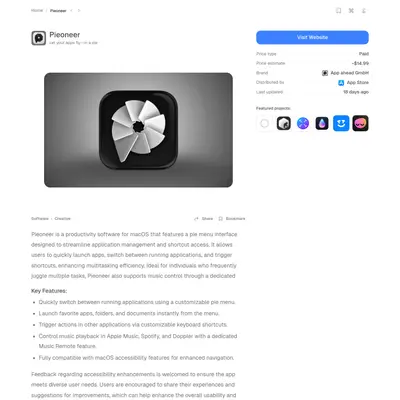 Home / Pieoneer
Pieoneer
Let your apps fly—in a pie.
Visit Website
Price type Paid
Price estimate ~$14.99
Brand App ahead GmbH
Distributed by App Store
Last updated 18 days ago
Featured projects:
Software / Creative
Share Bookmark
Pieoneer is a productivity software for macOS that features a pie menu interface
designed to streamline application management and shortcut access. It allows
users to quickly launch apps, switch between running applications, and trigger
shortcuts, enhancing multitasking efficiency. Ideal for individuals who frequently
juggle multiple tasks, Pieoneer also supports music control through a dedicated
Key Features:
• Quickly switch between running applications using a customizable pie menu.
• Launch favorite apps, folders, and documents instantly from the menu.
• Trigger actions in other applications via customizable keyboard shortcuts.
• Control music playback in Apple Music, Spotify, and Doppler with a dedicated
Music Remote feature.
• Fully compatible with macOS accessibility features for enhanced navigation.
Feedback regarding accessibility enhancements is welcomed to ensure the app
meets diverse user needs. Users are encouraged to share their experiences and
suggestions for improvements, which can help enhance the overall usability and